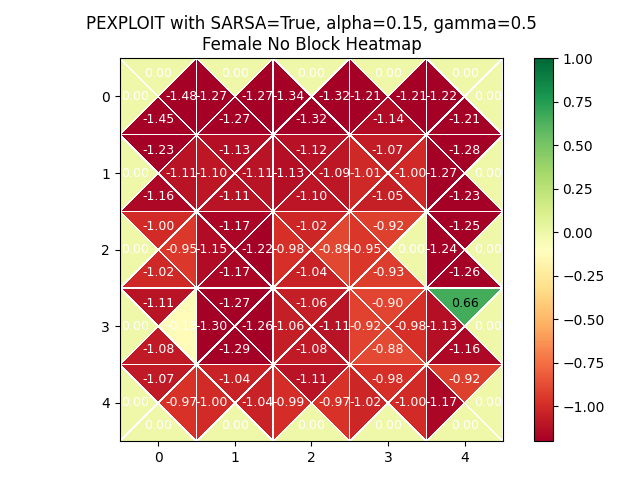 PEXPLOIT with SARSA=True, alpha=0.15, gamma=0.5
Female No Block Heatmap
0.00 0.00 0.00 0.00 0.00
0 0.00 -1.48 -1.27 -1.27 -1.34 -1.32 -1.21 -1.21 -1.22 0.00
-1.45 -1.27 -1.32 -1.14 -1.21
-1.23 -1.13 -1.12 -1.07 -1.28
1 0.00 -1.11 -1.10 -1.11 -1.13 -1.09 -1.01 -1.00 -1.27 0.00
-1.16 -1.11 -1.10 -1.05 -1.23
-1.00 -1.17 -1.02 -0.92 -1.25
2 0.00 -0.95 -1.15 -1.22 -0.98 -0.89 -0.95 0.00 -1.24 0.00
-1.02 -1.17 -1.04 -0.93 -1.26
-1.11 -1.27 -1.06 -0.90 0.66
3 0.00 -1.30 -1.26 -1.06 -1.11 -0.92 -0.98 -1.13 0.00
-1.08 -1.29 -1.08 -0.88 -1.16
-1.07 -1.04 -1.11 -0.98 -0.92
4 0.00 -0.97 -1.00 -1.04 -0.99 -0.97 -1.02 -1.00 -1.17 0.00
0.00 0.00 0.00 0.00 0.00
0 1 2 3 4
1.00
0.75
0.50
0.25
0.00
−0.25
−0.50
−0.75
−1.00